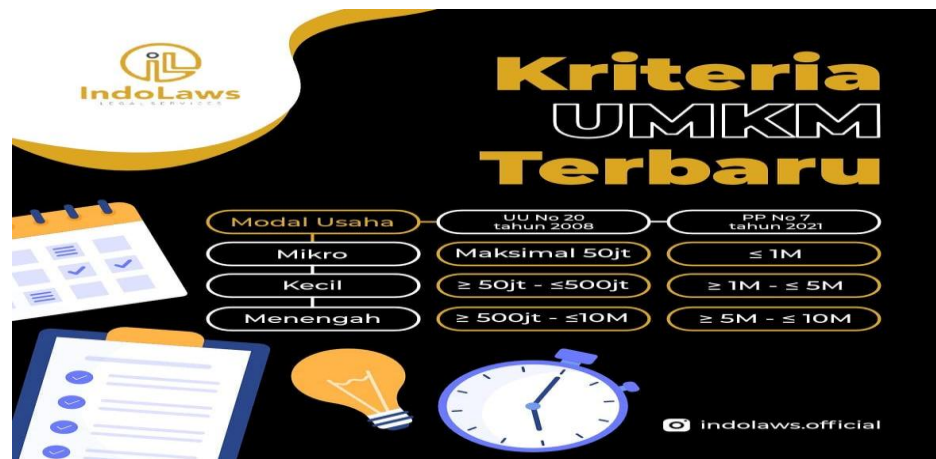 IndoLaws
LEGAL SERVICES
Kriteria
UMKM
Terbaru
Modal Usaha
UU No 20
tahun 2008
PP No 7
tahun 2021
Mikro
Maksimal 50jt
≤ 1M
Kecil
≥ 50jt - ≤500jt
≥ 1M - ≤ 5M
Menengah
≥ 500jt - ≤10M
≥ 5M - ≤ 10M
indolaws.official